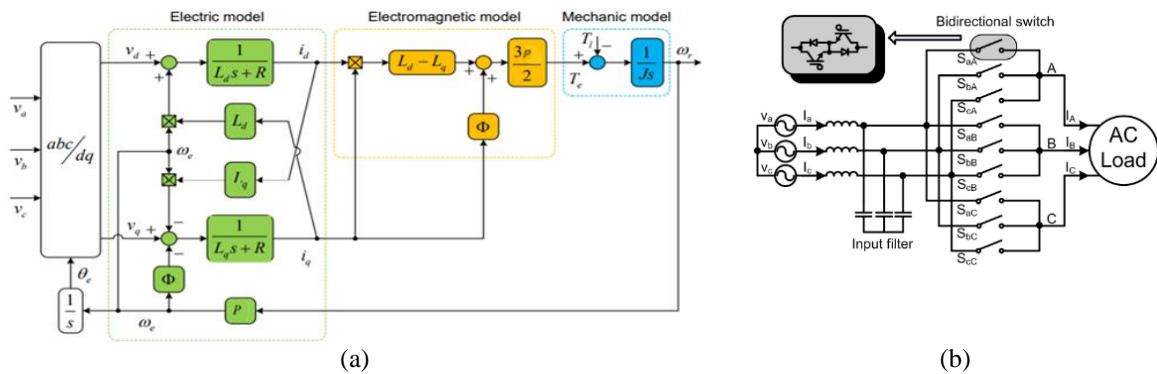 Electric model
Electromagnetic model
Mechanic model
v_d
+
+
1
L_d s + R
i_d
L_d − L_q
+
+
3p
2
T_l
−
+
T_e
1
Js
ω_r
v_a
v_b
v_c
abc/dq
L_d
ω_e
L_q
Φ
v_q
+
−
−
1
L_q s + R
i_q
Φ
θ_e
1
s
ω_e
P
(a)
Bidirectional switch
S_aA
A
S_bA
S_cA
v_a
I_a
S_aB
I_A
v_b
I_b
S_bB
B
I_B
AC
Load
v_c
I_c
S_cB
I_C
S_aC
C
Input filter
S_bC
S_cC
(b)